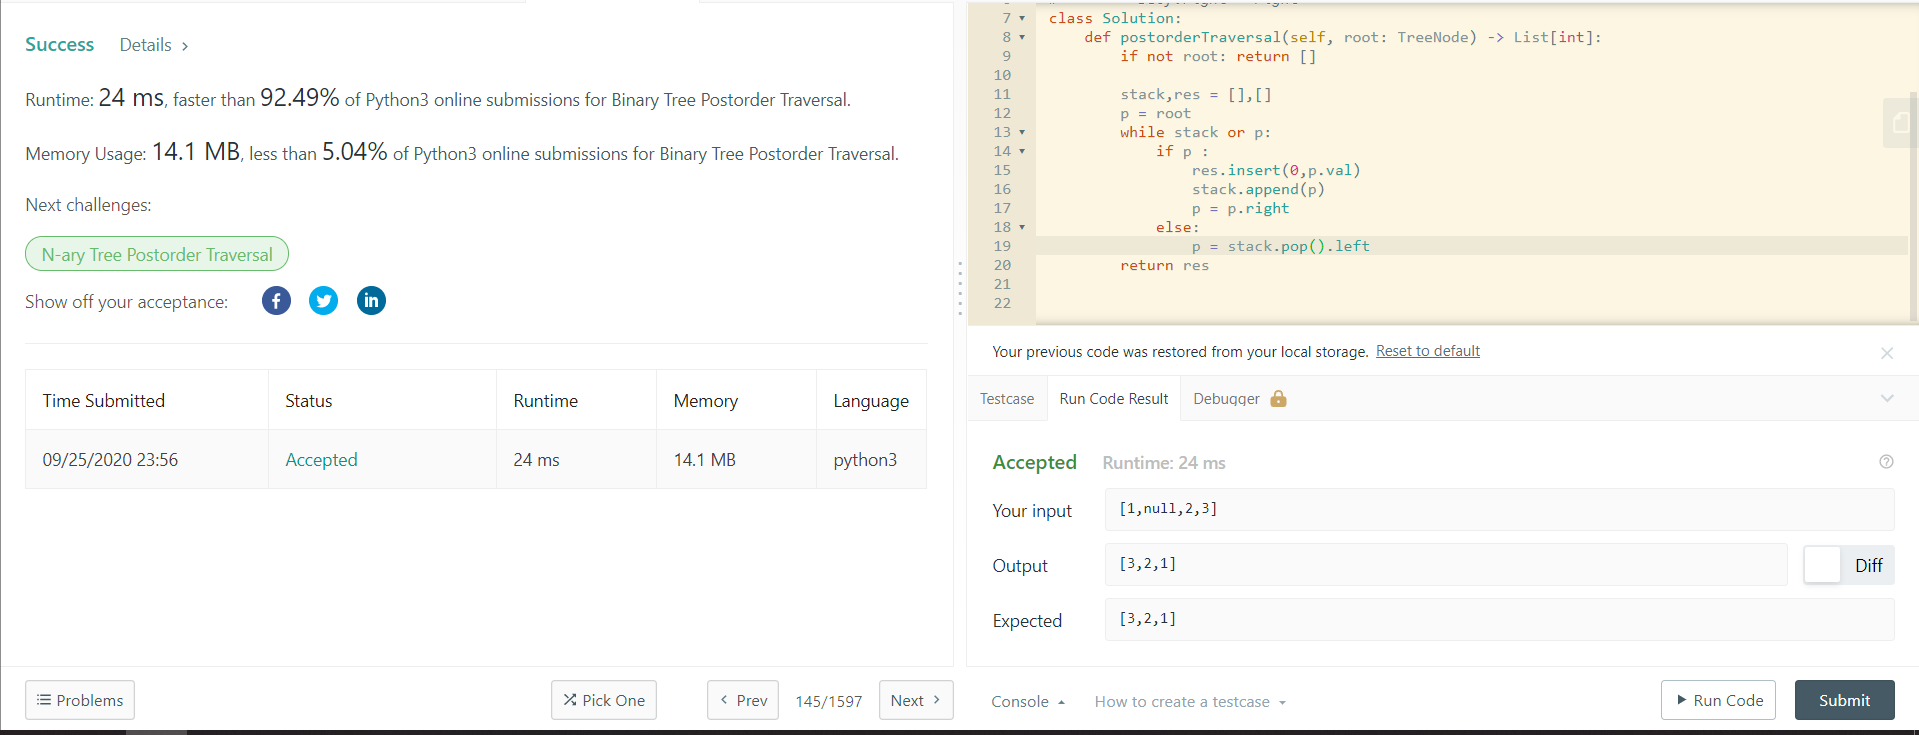 Success Details >
Runtime: 24 ms, faster than 92.49% of Python3 online submissions for Binary Tree Postorder Traversal.
Memory Usage: 14.1 MB, less than 5.04% of Python3 online submissions for Binary Tree Postorder Traversal.
Next challenges:
N-ary Tree Postorder Traversal
Show off your acceptance:
Time Submitted Status Runtime Memory Language
09/25/2020 23:56 Accepted 24 ms 14.1 MB python3
Problems Pick One < Prev 145/1597 Next >
7 class Solution:
8 def postorderTraversal(self, root: TreeNode) -> List[int]:
9 if not root: return []
10
11 stack,res = [],[]
12 p = root
13 while stack or p:
14 if p :
15 res.insert(0,p.val)
16 stack.append(p)
17 p = p.right
18 else:
19 p = stack.pop().left
20 return res
21
22
Your previous code was restored from your local storage. Reset to default
Testcase Run Code Result Debugger
Accepted Runtime: 24 ms
Your input [1,null,2,3]
Output [3,2,1] Diff
Expected [3,2,1]
Console How to create a testcase Run Code Submit